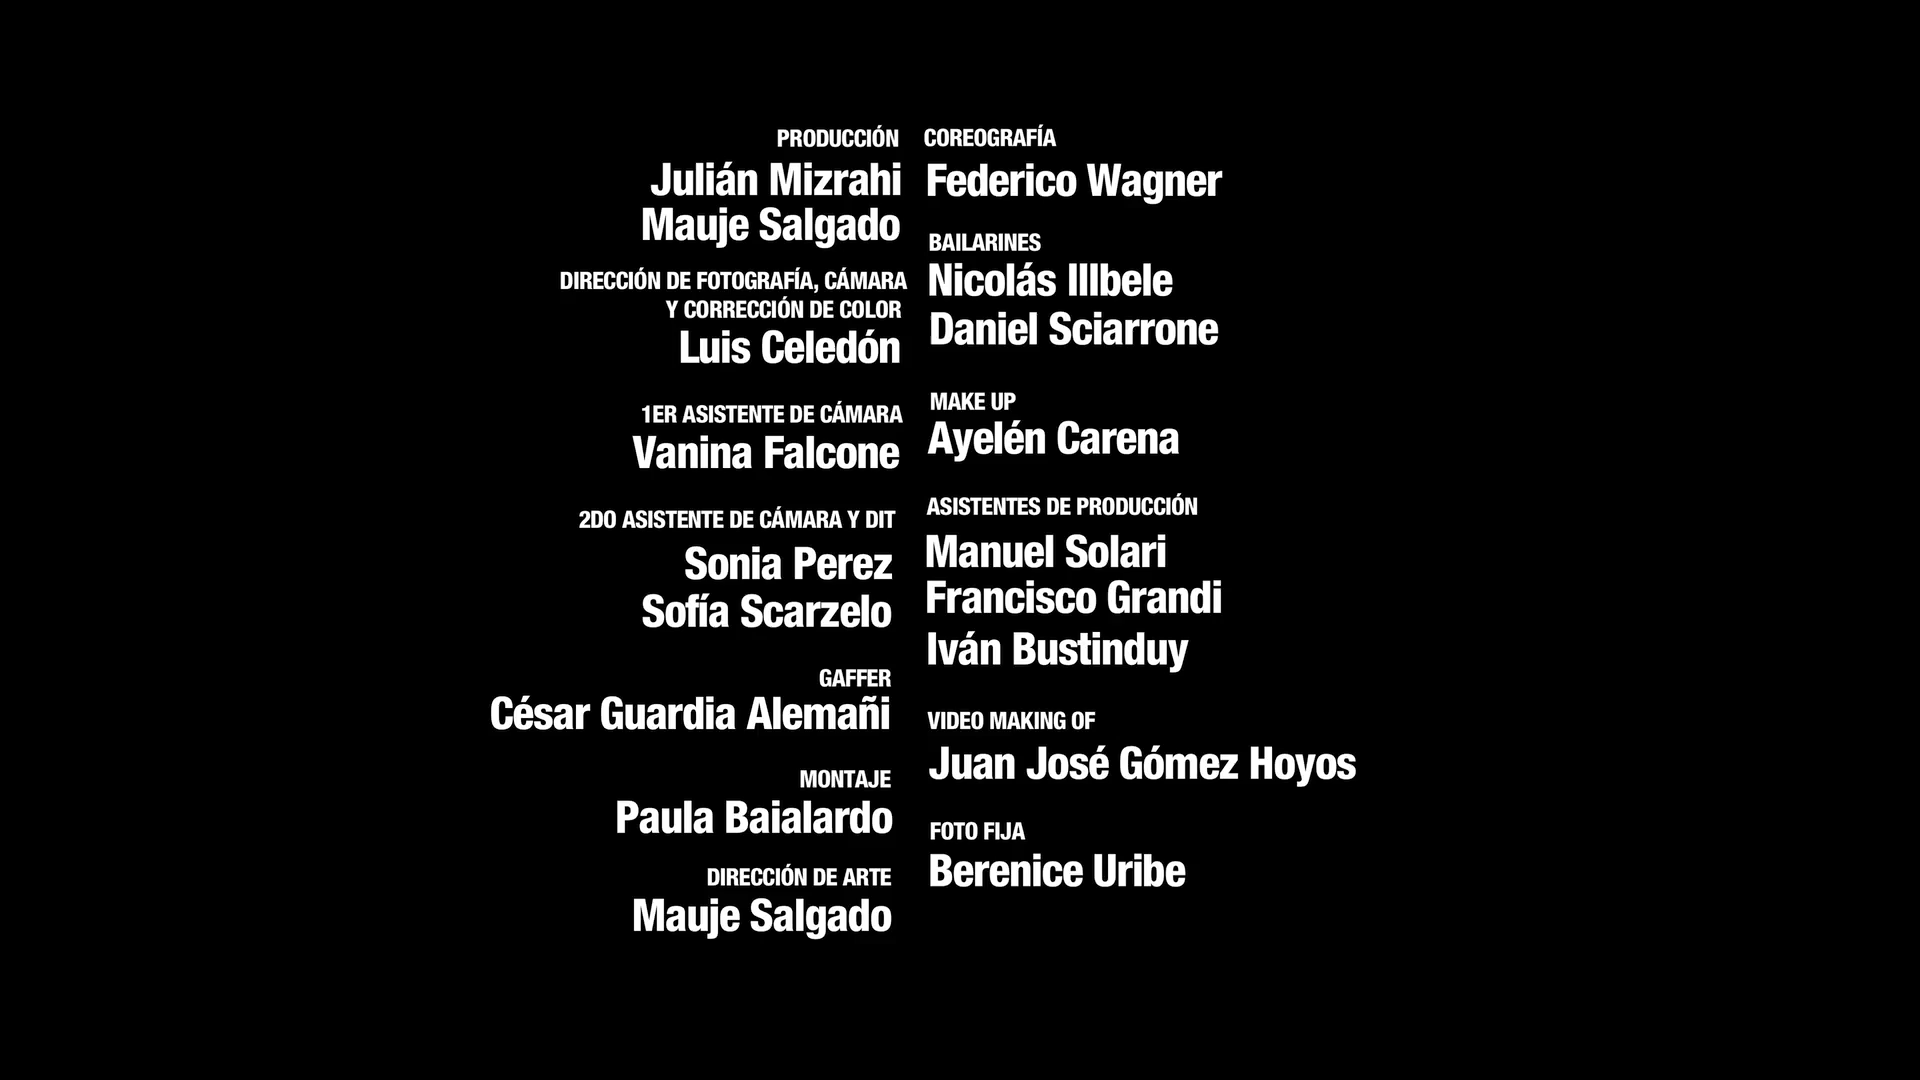 PRODUCCIÓN
Julián Mizrahi
Mauje Salgado
DIRECCIÓN DE FOTOGRAFÍA, CÁMARA
Y CORRECCIÓN DE COLOR
Luis Celedón
1ER ASISTENTE DE CÁMARA
Vanina Falcone
2DO ASISTENTE DE CÁMARA Y DIT
Sonia Perez
Sofía Scarzelo
GAFFER
César Guardia Alemañi
MONTAJE
Paula Baialardo
DIRECCIÓN DE ARTE
Mauje Salgado
COREOGRAFÍA
Federico Wagner
BAILARINES
Nicolás Illbele
Daniel Sciarrone
MAKE UP
Ayelén Carena
ASISTENTES DE PRODUCCIÓN
Manuel Solari
Francisco Grandi
Iván Bustinduy
VIDEO MAKING OF
Juan José Gómez Hoyos
FOTO FIJA
Berenice Uribe